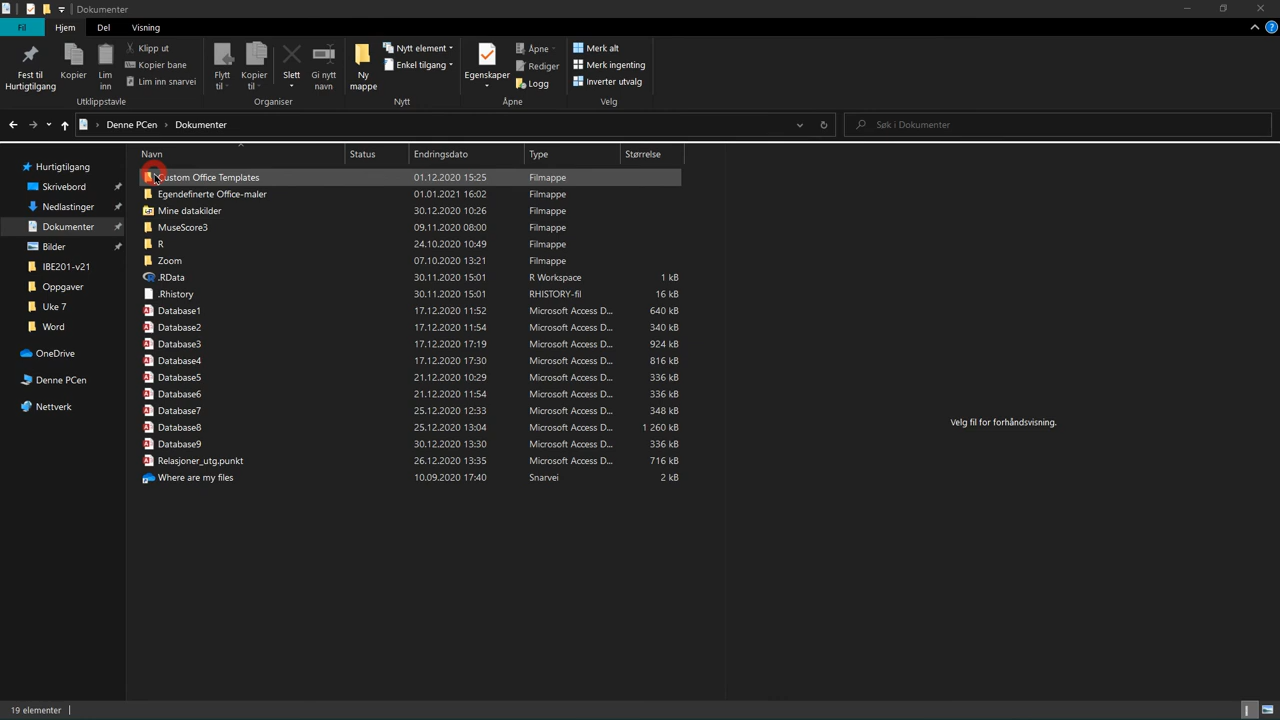 Dokumenter
Fil Hjem Del Visning
Fest til Hurtigtilgang
Kopier
Lim inn
Klipp ut
Kopier bane
Lim inn snarvei
Utklippstavle
Flytt til
Kopier til
Slett
Gi nytt navn
Organiser
Ny mappe
Nytt element
Enkel tilgang
Nytt
Egenskaper
Åpne
Rediger
Logg
Åpne
Merk alt
Merk ingenting
Inverter utvalg
Velg
Denne PCen Dokumenter
Søk i Dokumenter
Hurtigtilgang
Skrivebord
Nedlastinger
Dokumenter
Bilder
IBE201-v21
Oppgaver
Uke 7
Word
OneDrive
Denne PCen
Nettverk
Navn Status Endringsdato Type Størrelse
Custom Office Templates 01.12.2020 15:25 Filmappe
Egendefinerte Office-maler 01.01.2021 16:02 Filmappe
Mine datakilder 30.12.2020 10:26 Filmappe
MuseScore3 09.11.2020 08:00 Filmappe
R 24.10.2020 10:49 Filmappe
Zoom 07.10.2020 13:21 Filmappe
.RData 30.11.2020 15:01 R Workspace 1 kB
.Rhistory 30.11.2020 15:01 RHISTORY-fil 16 kB
Database1 17.12.2020 11:52 Microsoft Access D... 640 kB
Database2 17.12.2020 11:54 Microsoft Access D... 340 kB
Database3 17.12.2020 17:19 Microsoft Access D... 924 kB
Database4 17.12.2020 17:30 Microsoft Access D... 816 kB
Database5 21.12.2020 10:29 Microsoft Access D... 336 kB
Database6 21.12.2020 11:54 Microsoft Access D... 336 kB
Database7 25.12.2020 12:33 Microsoft Access D... 348 kB
Database8 25.12.2020 13:04 Microsoft Access D... 1 260 kB
Database9 30.12.2020 13:30 Microsoft Access D... 336 kB
Relasjoner_utg.punkt 26.12.2020 13:35 Microsoft Access D... 716 kB
Where are my files 10.09.2020 17:40 Snarvei 2 kB
Velg fil for forhåndsvisning.
19 elementer